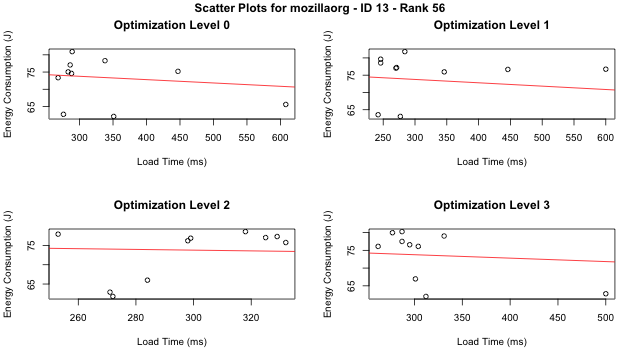 Scatter Plots for mozillaorg - ID 13 - Rank 56
Optimization Level 0
Energy Consumption (J)
65 75
300 350 400 450 500 550 600
Load Time (ms)
Optimization Level 1
Energy Consumption (J)
65 75
250 300 350 400 450 500 550 600
Load Time (ms)
Optimization Level 2
Energy Consumption (J)
65 75
260 280 300 320
Load Time (ms)
Optimization Level 3
Energy Consumption (J)
65 75
300 350 400 450 500
Load Time (ms)